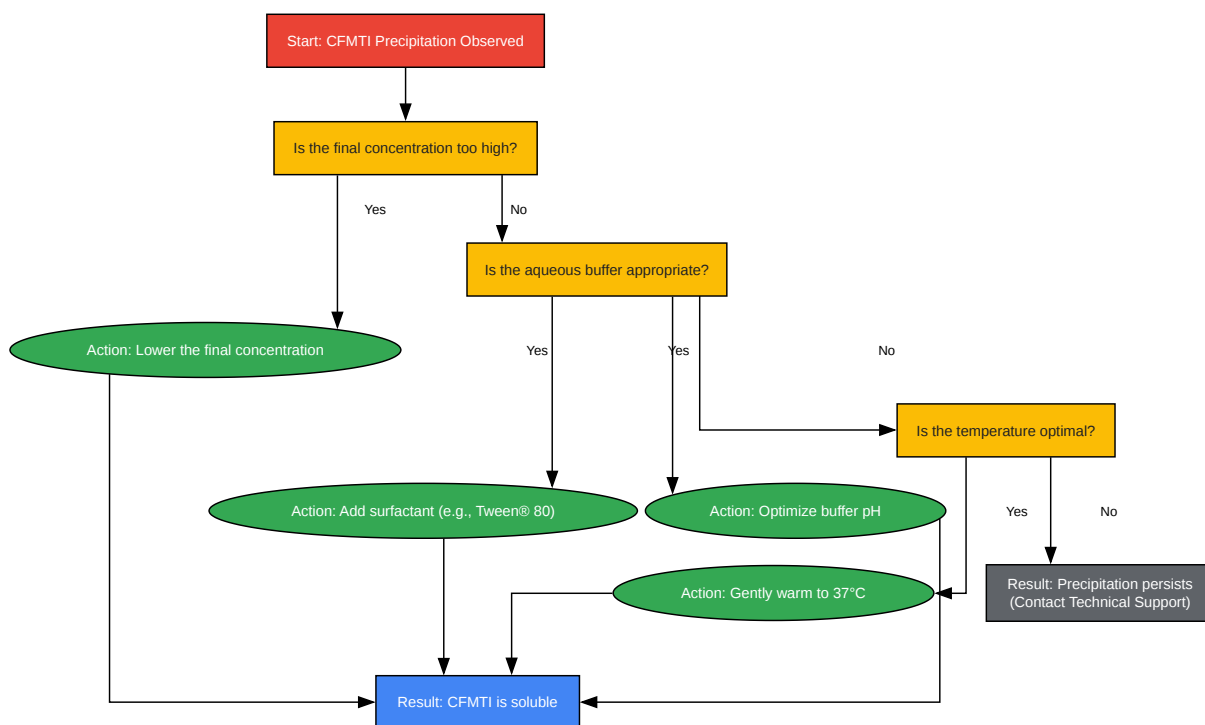 Start: CFMTI Precipitation Observed
Is the final concentration too high?
Yes
No
Is the aqueous buffer appropriate?
Action: Lower the final concentration
Yes
Yes
No
Is the temperature optimal?
Action: Add surfactant (e.g., Tween® 80)
Action: Optimize buffer pH
Yes
No
Action: Gently warm to 37°C
Result: Precipitation persists
(Contact Technical Support)
Result: CFMTI is soluble